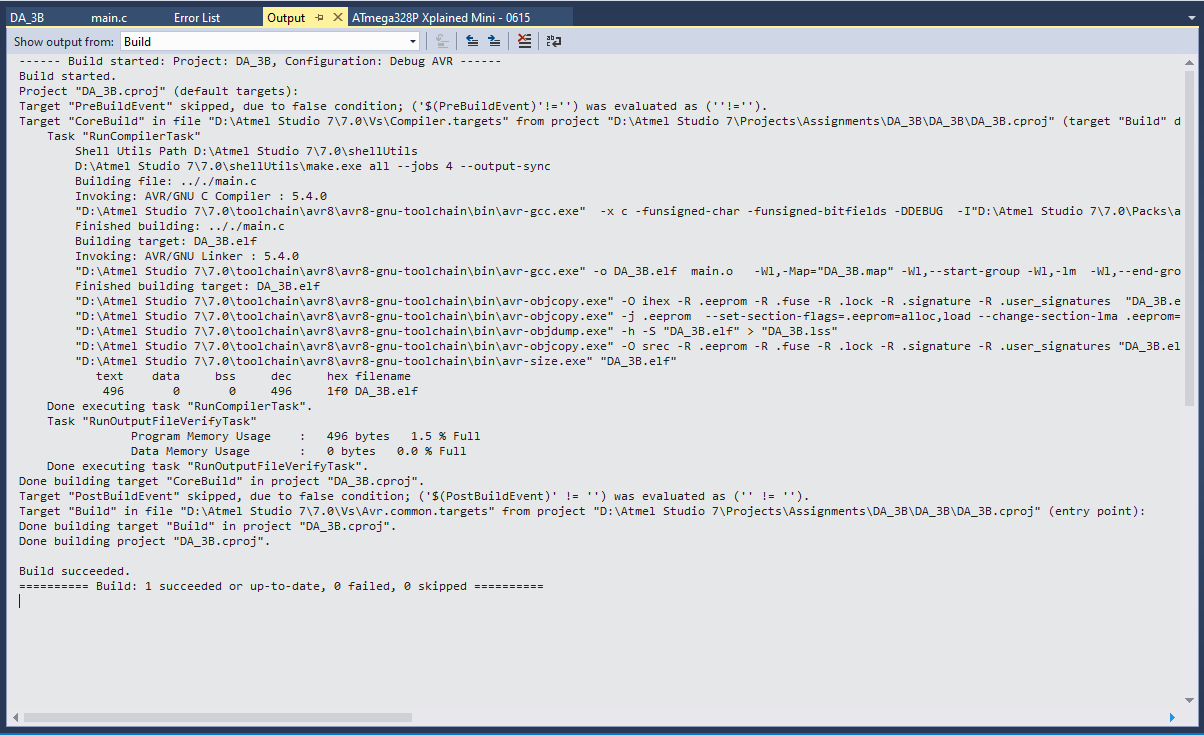 DA_3B main.c Error List Output ATmega328P Xplained Mini - 0615
Show output from: Build
------ Build started: Project: DA_3B, Configuration: Debug AVR ------
Build started.
Project "DA_3B.cproj" (default targets):
Target "PreBuildEvent" skipped, due to false condition; ('$(PreBuildEvent)'!='') was evaluated as (''!='').
Target "CoreBuild" in file "D:\Atmel Studio 7\7.0\Vs\Compiler.targets" from project "D:\Atmel Studio 7\Projects\Assignments\DA_3B\DA_3B\DA_3B.cproj" (target "Build" d
Task "RunCompilerTask"
Shell Utils Path D:\Atmel Studio 7\7.0\shellUtils
D:\Atmel Studio 7\7.0\shellUtils\make.exe all --jobs 4 --output-sync
Building file: .././main.c
Invoking: AVR/GNU C Compiler : 5.4.0
"D:\Atmel Studio 7\7.0\toolchain\avr8\avr8-gnu-toolchain\bin\avr-gcc.exe"  -x c -funsigned-char -funsigned-bitfields -DDEBUG  -I"D:\Atmel Studio 7\7.0\Packs\a
Finished building: .././main.c
Building target: DA_3B.elf
Invoking: AVR/GNU Linker : 5.4.0
"D:\Atmel Studio 7\7.0\toolchain\avr8\avr8-gnu-toolchain\bin\avr-gcc.exe" -o DA_3B.elf  main.o   -Wl,-Map="DA_3B.map" -Wl,--start-group -Wl,-lm  -Wl,--end-gro
Finished building target: DA_3B.elf
"D:\Atmel Studio 7\7.0\toolchain\avr8\avr8-gnu-toolchain\bin\avr-objcopy.exe" -O ihex -R .eeprom -R .fuse -R .lock -R .signature -R .user_signatures  "DA_3B.e
"D:\Atmel Studio 7\7.0\toolchain\avr8\avr8-gnu-toolchain\bin\avr-objcopy.exe" -j .eeprom  --set-section-flags=.eeprom=alloc,load --change-section-lma .eeprom=
"D:\Atmel Studio 7\7.0\toolchain\avr8\avr8-gnu-toolchain\bin\avr-objdump.exe" -h -S "DA_3B.elf" > "DA_3B.lss"
"D:\Atmel Studio 7\7.0\toolchain\avr8\avr8-gnu-toolchain\bin\avr-objcopy.exe" -O srec -R .eeprom -R .fuse -R .lock -R .signature -R .user_signatures "DA_3B.el
"D:\Atmel Studio 7\7.0\toolchain\avr8\avr8-gnu-toolchain\bin\avr-size.exe" "DA_3B.elf"
text data bss dec hex filename
496 0 0 496 1f0 DA_3B.elf
Done executing task "RunCompilerTask".
Task "RunOutputFileVerifyTask"
Program Memory Usage : 496 bytes 1.5 % Full
Data Memory Usage : 0 bytes 0.0 % Full
Done executing task "RunOutputFileVerifyTask".
Done building target "CoreBuild" in project "DA_3B.cproj".
Target "PostBuildEvent" skipped, due to false condition; ('$(PostBuildEvent)' != '') was evaluated as ('' != '').
Target "Build" in file "D:\Atmel Studio 7\7.0\Vs\Avr.common.targets" from project "D:\Atmel Studio 7\Projects\Assignments\DA_3B\DA_3B\DA_3B.cproj" (entry point):
Done building target "Build" in project "DA_3B.cproj".
Done building project "DA_3B.cproj".
Build succeeded.
========== Build: 1 succeeded or up-to-date, 0 failed, 0 skipped ==========